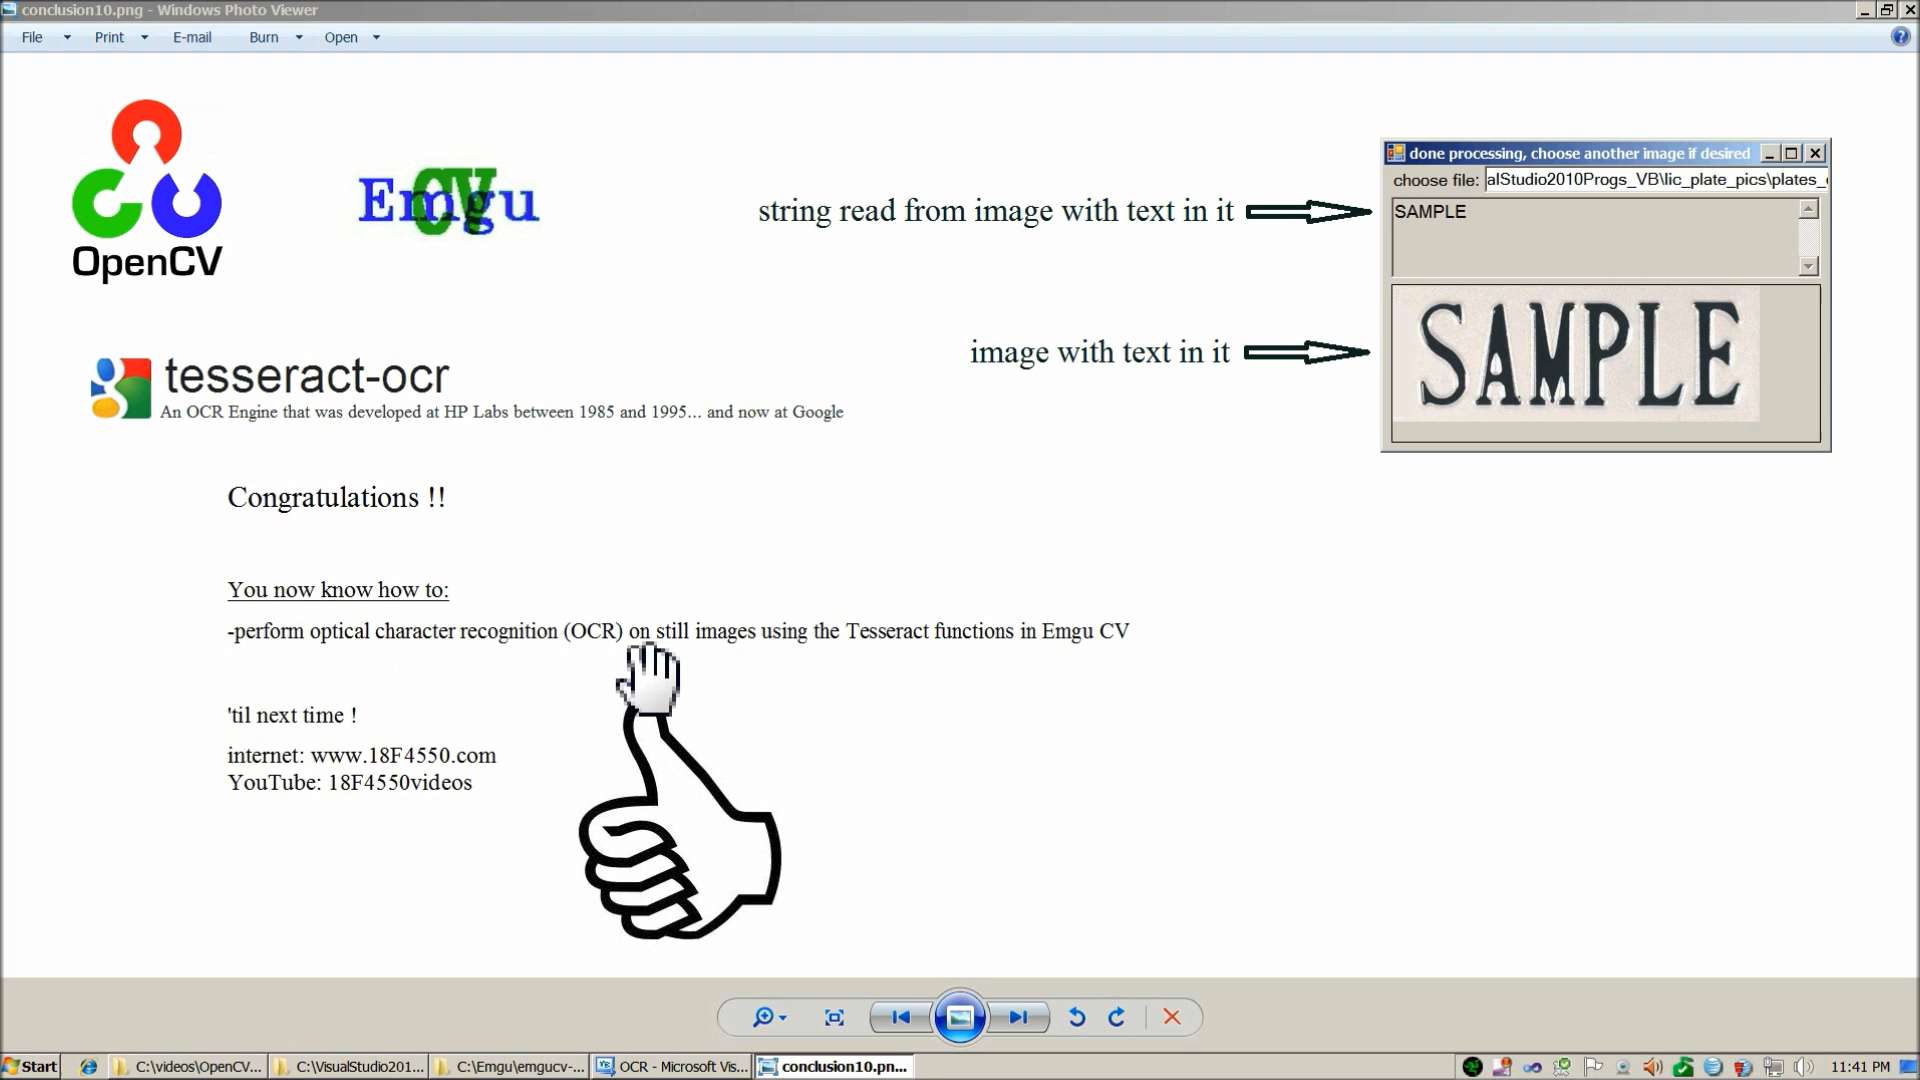 conclusion10.png - Windows Photo Viewer
File Print E-mail Burn Open
OpenCV
Emgu CV
tesseract-ocr
An OCR Engine that was developed at HP Labs between 1985 and 1995... and now at Google
string read from image with text in it
image with text in it
done processing, choose another image if desired
choose file: alStudio2010Progs_VB\lic_plate_pics\plates_
SAMPLE
SAMPLE
Congratulations !!
You now know how to:
-perform optical character recognition (OCR) on still images using the Tesseract functions in Emgu CV
'til next time !
internet: www.18F4550.com
YouTube: 18F4550videos
Start C:\videos\OpenCV... C:\VisualStudio201... C:\Emgu\emgucv-... OCR - Microsoft Vis... conclusion10.pn... 11:41 PM